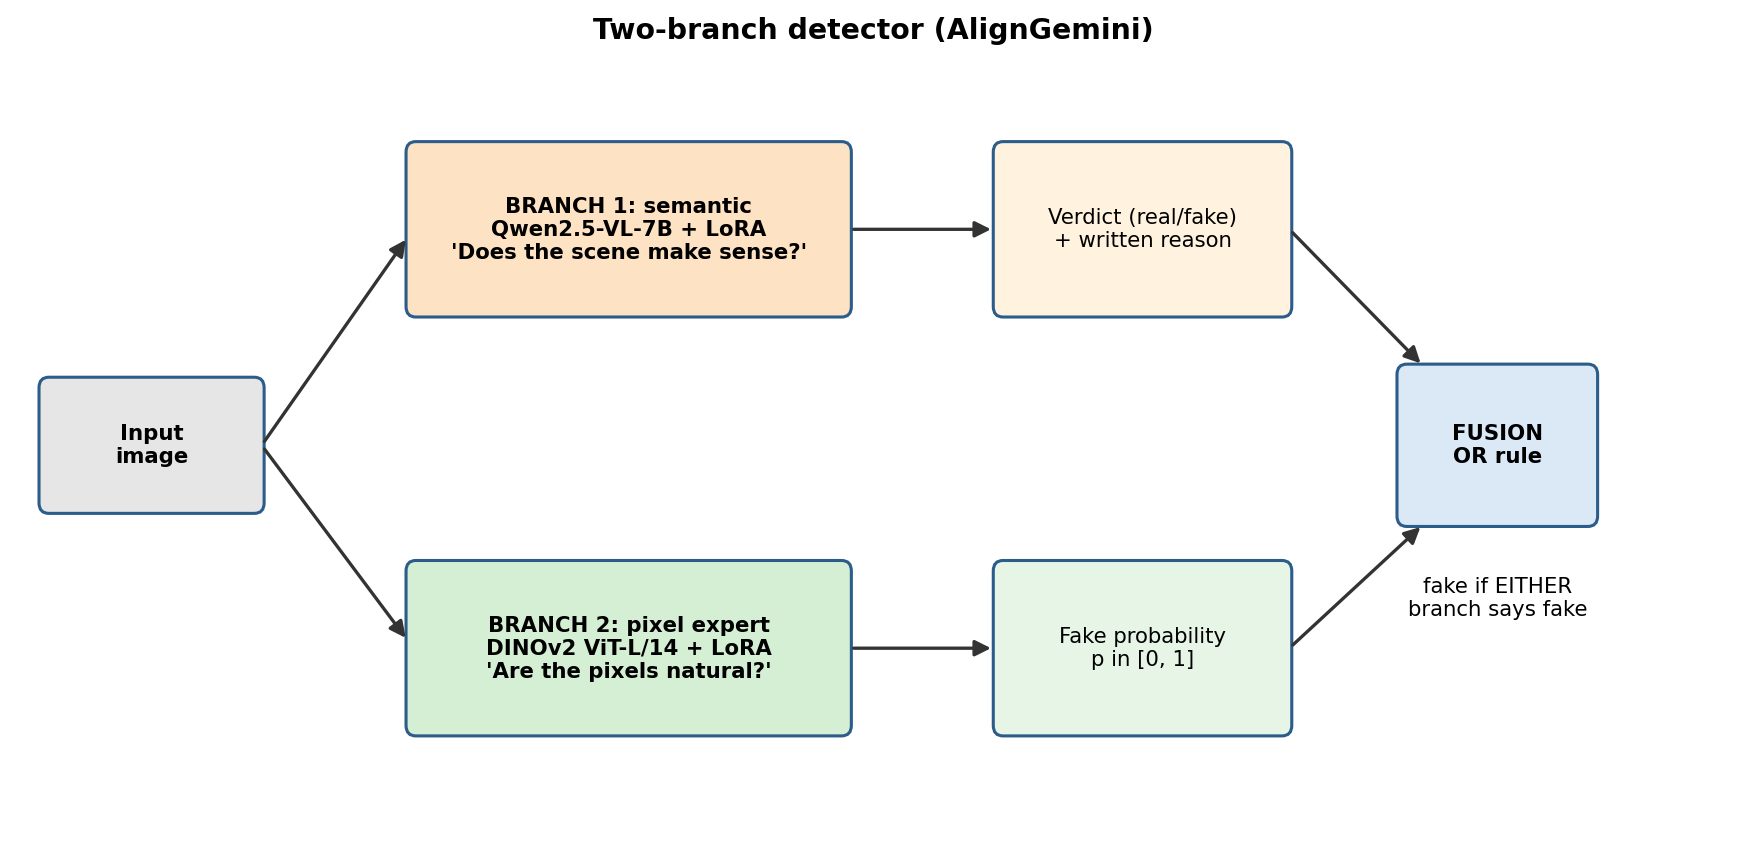 Two-branch detector (AlignGemini)
BRANCH 1: semantic
Qwen2.5-VL-7B + LoRA
'Does the scene make sense?'
Verdict (real/fake)
+ written reason
Input
image
FUSION
OR rule
fake if EITHER
branch says fake
BRANCH 2: pixel expert
DINOv2 ViT-L/14 + LoRA
'Are the pixels natural?'
Fake probability
p in [0, 1]